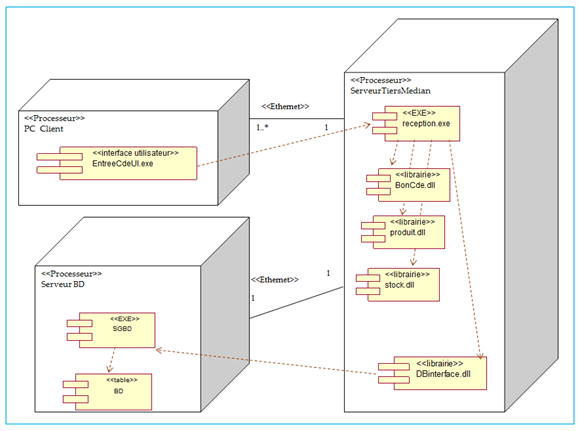 <<Processeur>>
PC Client
<<interface utilisateur>>
EntreeCdeUI.exe
<<Ethernet>>
1..*
1
<<Processeur>>
ServeurTiersMedian
<<EXE>>
reception.exe
<<librairie>>
BonCde.dll
<<librairie>>
produit.dll
<<librairie>>
stock.dll
<<librairie>>
DBinterface.dll
<<Ethernet>>
1
1
<<Processeur>>
Serveur BD
<<EXE>>
SGBD
<<table>>
BD